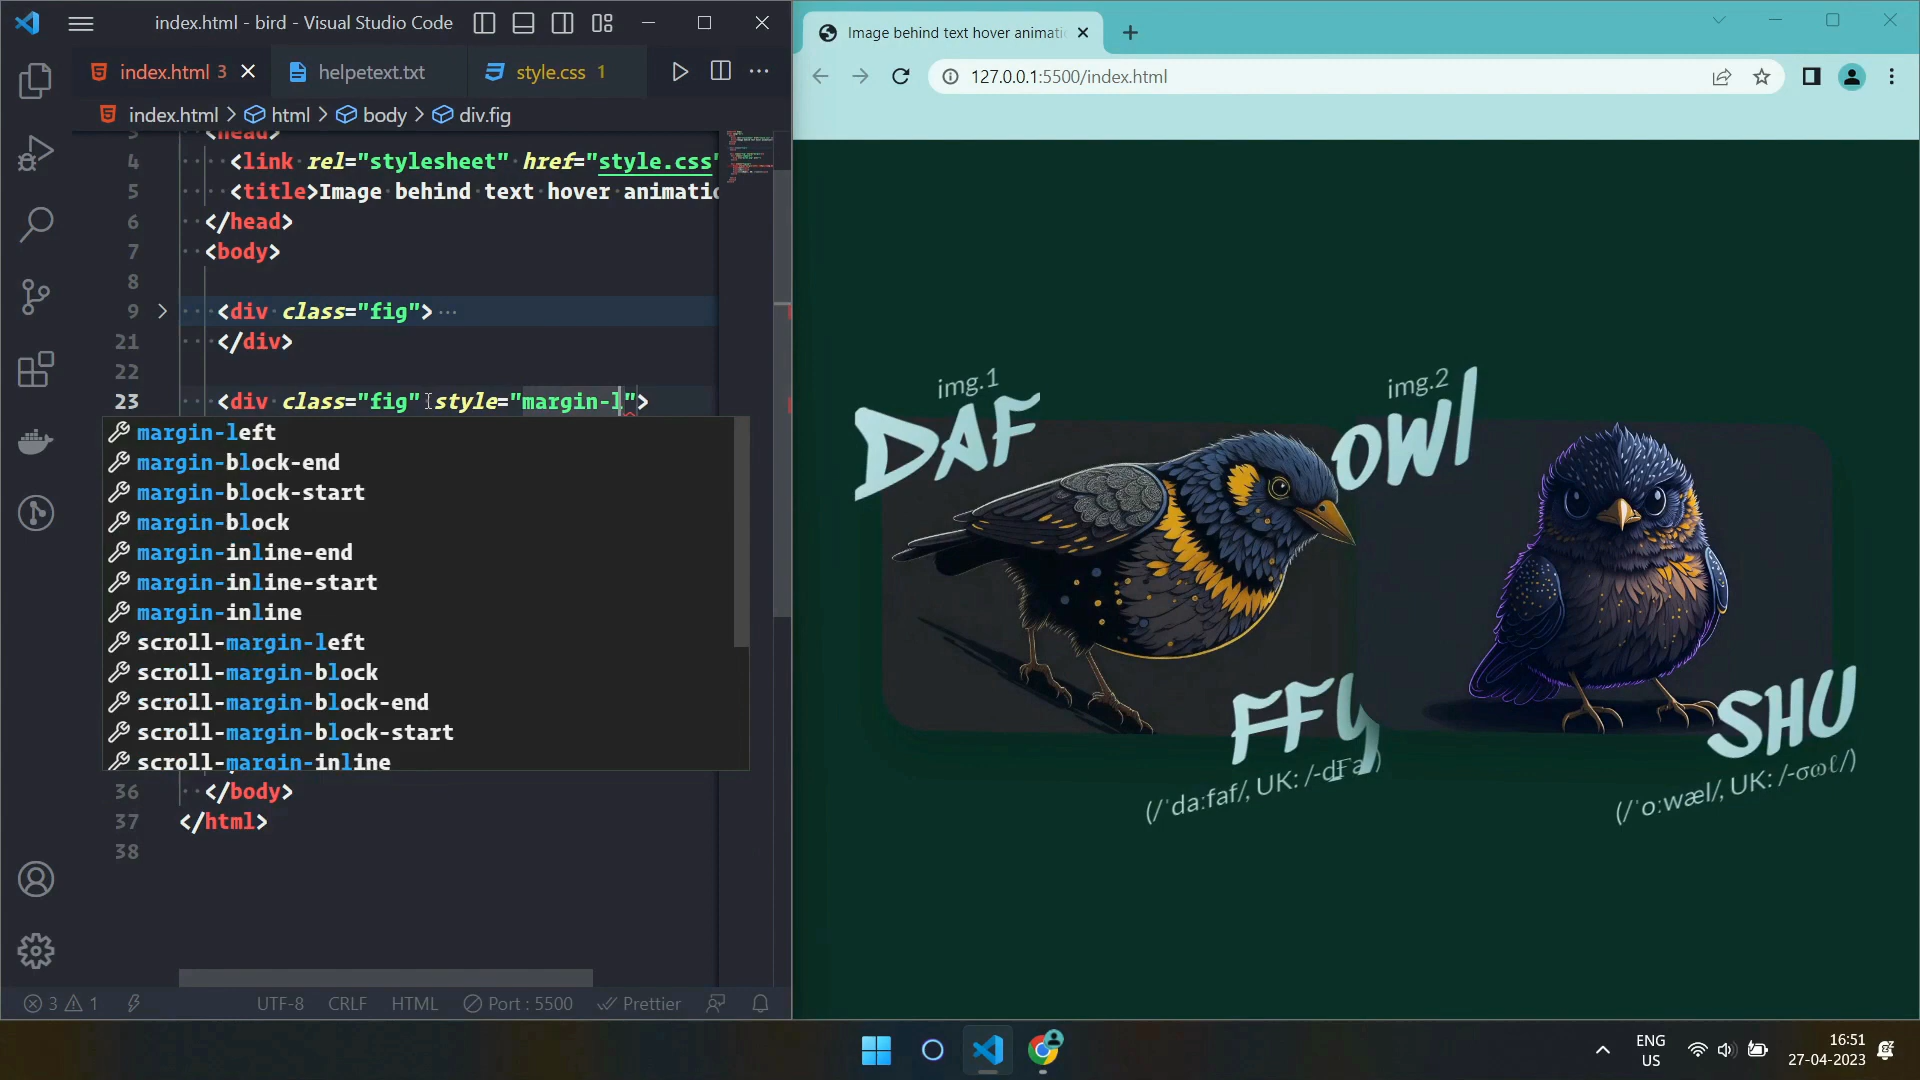 index.html - bird - Visual Studio Code
index.html 3
helpetext.txt
style.css 1
index.html > html > body > div.fig
3 <head>
4 <link rel="stylesheet" href="style.css"
5 <title>Image behind text hover animatio
6 </head>
7 <body>
8
9 <div class="fig">···
21 </div>
22
23 <div class="fig" style="margin-l">
margin-left
margin-block-end
margin-block-start
margin-block
margin-inline-end
margin-inline-start
margin-inline
scroll-margin-left
scroll-margin-block
scroll-margin-block-end
scroll-margin-block-start
scroll-margin-inline
36 </body>
37 </html>
38
3 1
UTF-8 CRLF HTML Port : 5500 Prettier
Image behind text hover animati
127.0.0.1:5500/index.html
img.1
DAF
FFY
img.2
OWl
SHU
(/ˈoːwæl/, UK: /-σωℓ/)
ENG
US
16:51
27-04-2023